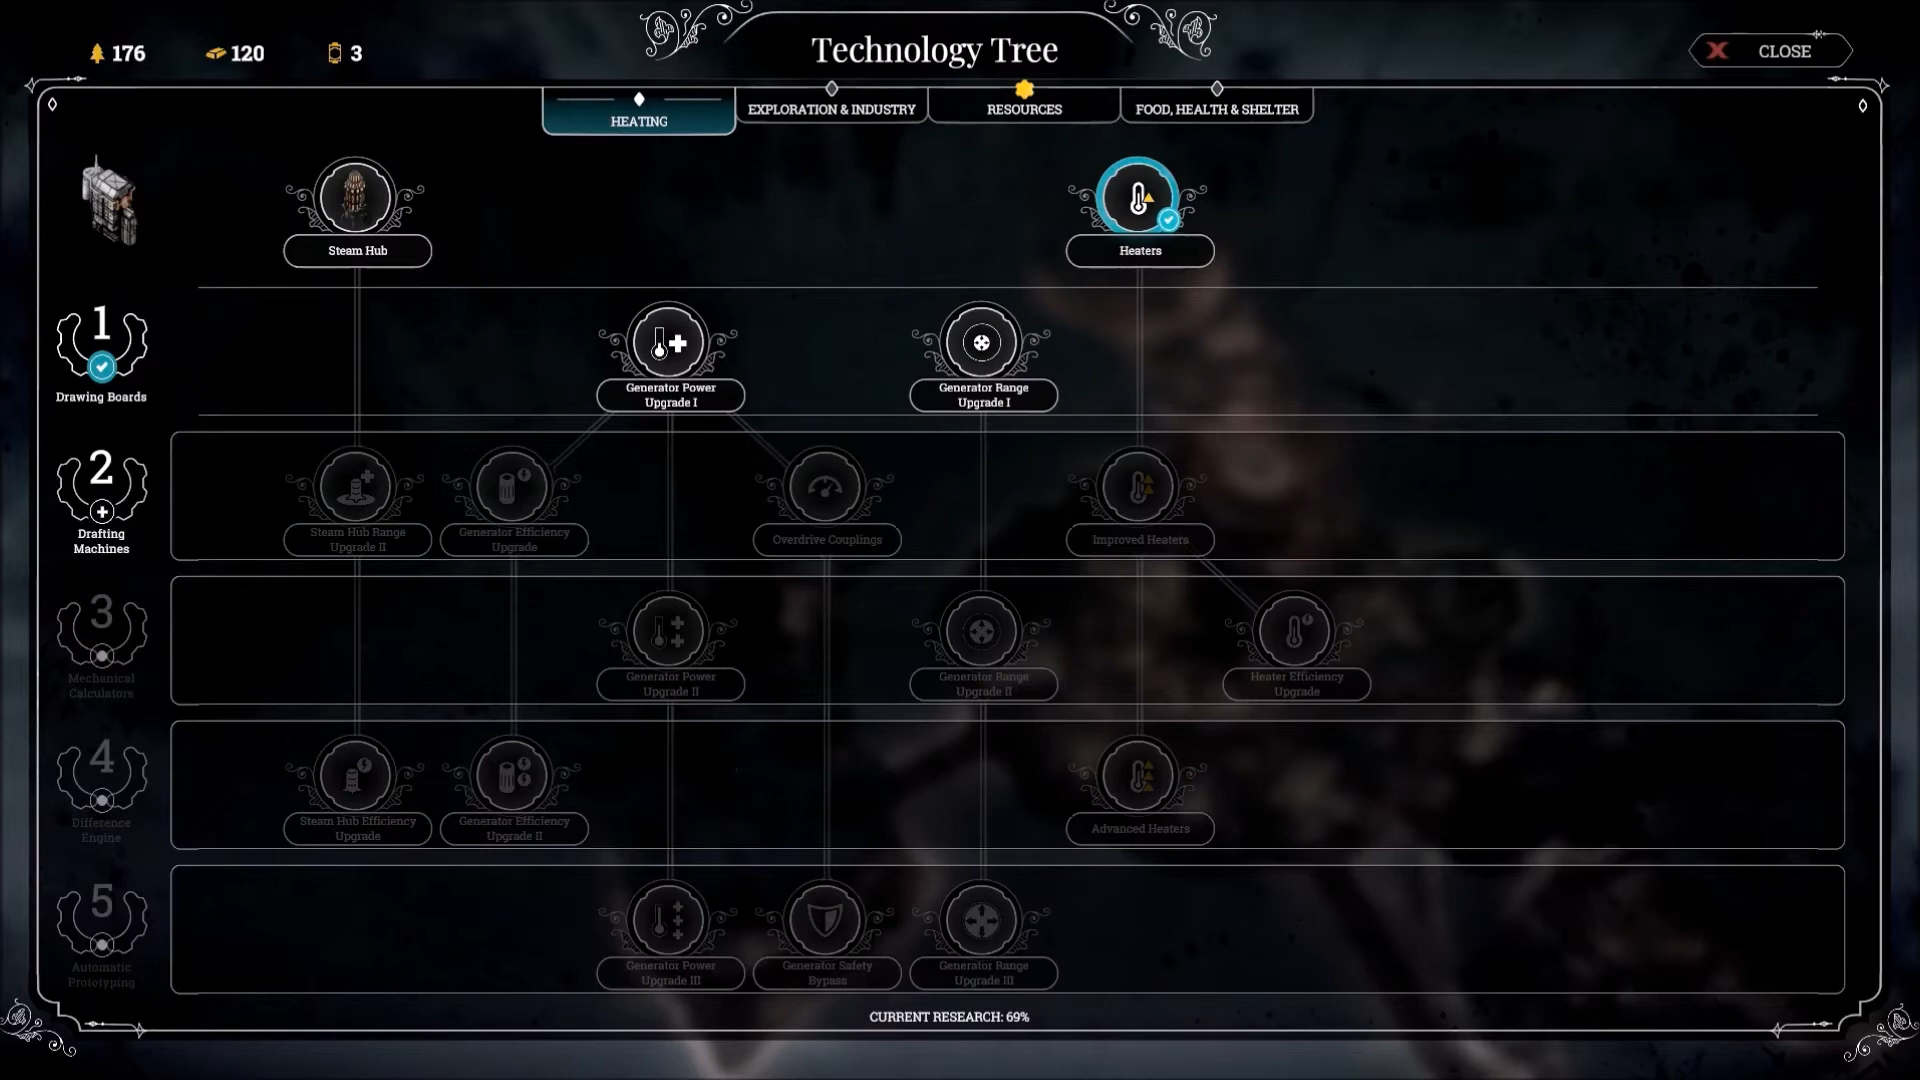 176
120
3
Technology Tree
CLOSE
HEATING
EXPLORATION & INDUSTRY
RESOURCES
FOOD, HEALTH & SHELTER
Steam Hub
Heaters
1
Drawing Boards
Generator Power
Upgrade I
Generator Range
Upgrade I
2
Drafting
Machines
Steam Hub Range
Upgrade II
Generator Efficiency
Upgrade
Overdrive Couplings
Improved Heaters
3
Mechanical
Calculators
Generator Power
Upgrade II
Generator Range
Upgrade II
Heater Efficiency
Upgrade
4
Difference
Engine
Steam Hub Efficiency
Upgrade
Generator Efficiency
Upgrade II
Advanced Heaters
5
Automatic
Prototyping
Generator Power
Upgrade III
Generator Safety
Bypass
Generator Range
Upgrade III
CURRENT RESEARCH: 69%